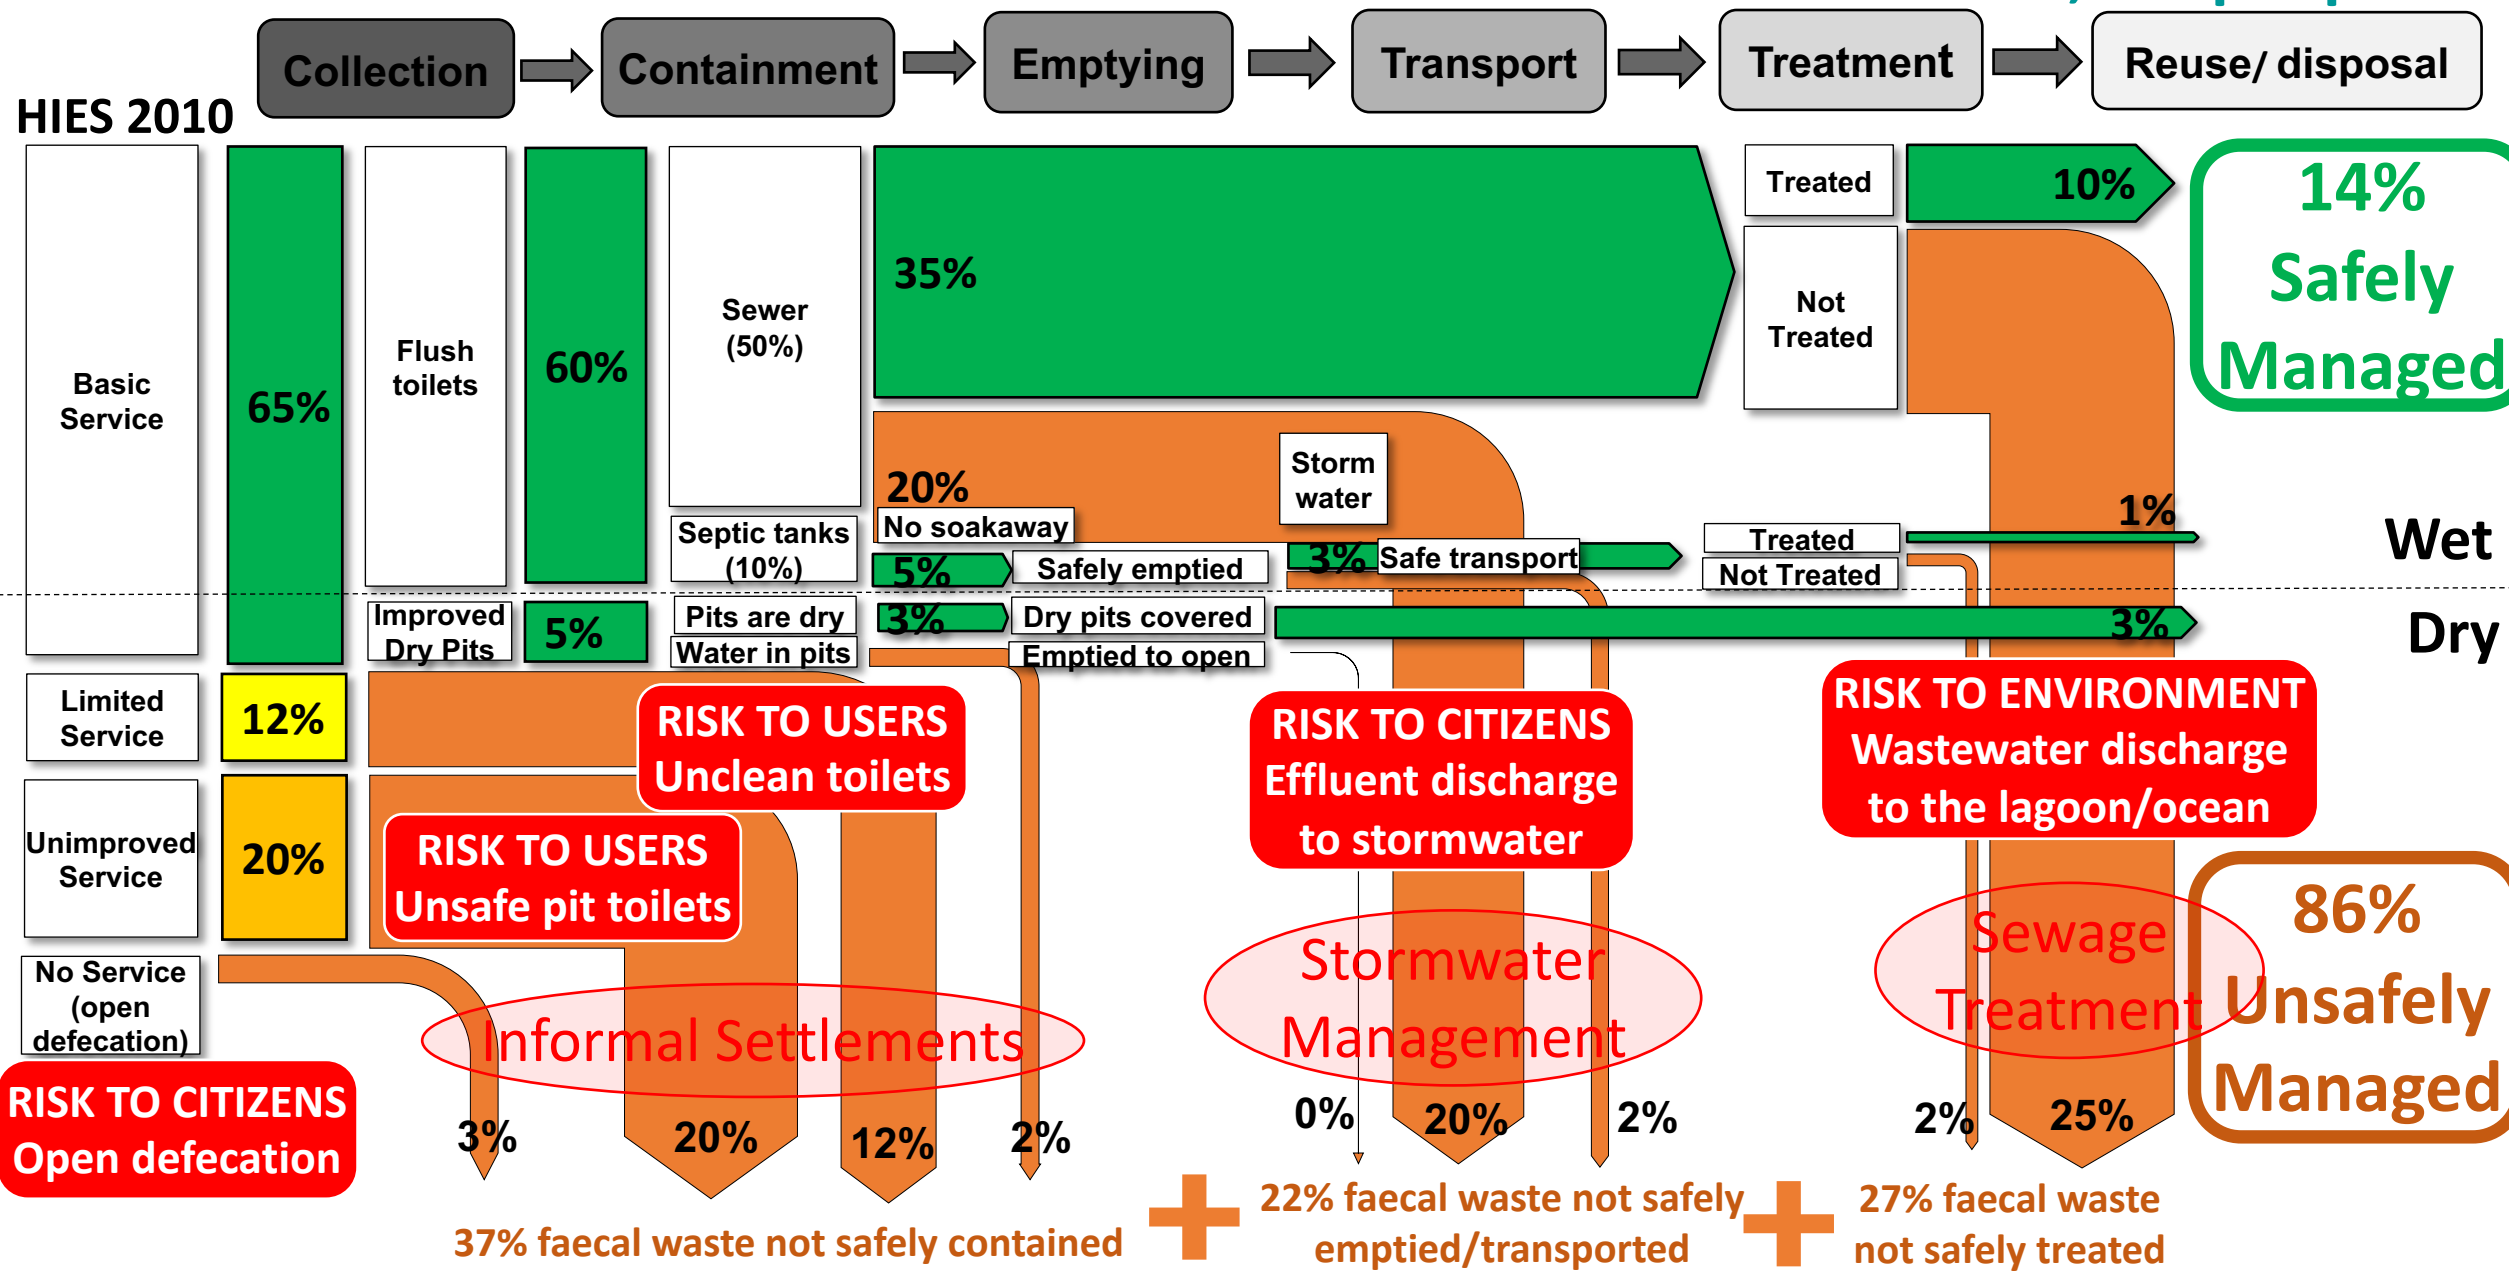 Collection
Containment
Emptying
Transport
Treatment
Reuse/ disposal
HIES 2010
Basic
Service
65%
Flush
toilets
60%
Sewer
(50%)
35%
Treated
10%
14%
Safely
Managed
Not
Treated
20%
Storm
water
No soakaway
Septic tanks
(10%)
5%
Safely emptied
3%
Safe transport
Treated
1%
Not Treated
Wet
Improved
Dry Pits
5%
Pits are dry
3%
Dry pits covered
3%
Dry
Water in pits
Emptied to open
Limited
Service
12%
RISK TO USERS
Unclean toilets
RISK TO CITIZENS
Effluent discharge
to stormwater
RISK TO ENVIRONMENT
Wastewater discharge
to the lagoon/ocean
Unimproved
Service
20%
RISK TO USERS
Unsafe pit toilets
86%
Unsafely
Managed
No Service
(open
defecation)
Informal Settlements
Stormwater
Management
Sewage
Treatment
RISK TO CITIZENS
Open defecation
3%
20%
12%
2%
0%
20%
2%
2%
25%
37% faecal waste not safely contained
22% faecal waste not safely
emptied/transported
27% faecal waste
not safely treated